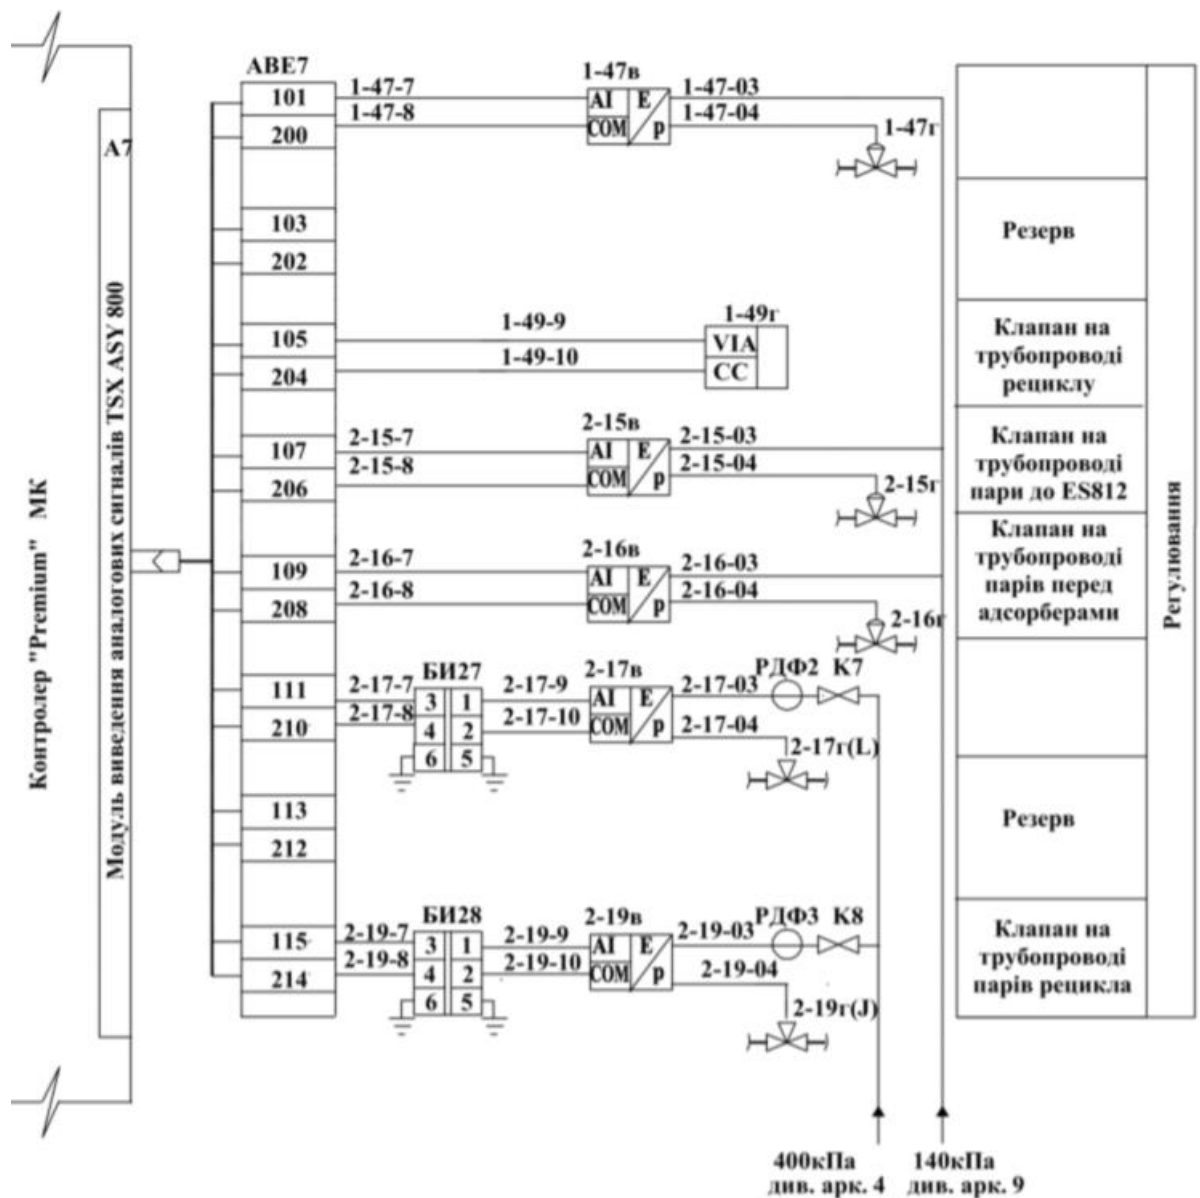 Контролер "Premium" МК
A7
Модуль виведення аналогових сигналів TSX ASY 800
ABE7
101
200
103
202
105
204
107
206
109
208
111
210
113
212
115
214
1-47-7
1-47-8
1-47в
AI
E
COM
P
1-47-03
1-47-04
1-47г
1-49-9
1-49-10
1-49г
VIA
CC
2-15-7
2-15-8
2-15в
AI
E
COM
P
2-15-03
2-15-04
2-15г
2-16-7
2-16-8
2-16в
AI
E
COM
P
2-16-03
2-16-04
2-16г
2-17-7
2-17-8
БИ27
3 1
4 2
6 5
2-17-9
2-17-10
2-17в
AI
E
COM
P
2-17-03
2-17-04
РДФ2 К7
2-17г(L)
2-19-7
2-19-8
БИ28
3 1
4 2
6 5
2-19-9
2-19-10
2-19в
AI
E
COM
P
2-19-03
2-19-04
РДФ3 К8
2-19г(J)
400кПа
див. арк. 4
140кПа
див. арк. 9
Резерв
Клапан на
трубопроводі
рециклу
Клапан на
трубопроводі
пари до ES812
Клапан на
трубопроводі
парів перед
адсорберами
Резерв
Клапан на
трубопроводі
парів рецикла
Регулювання